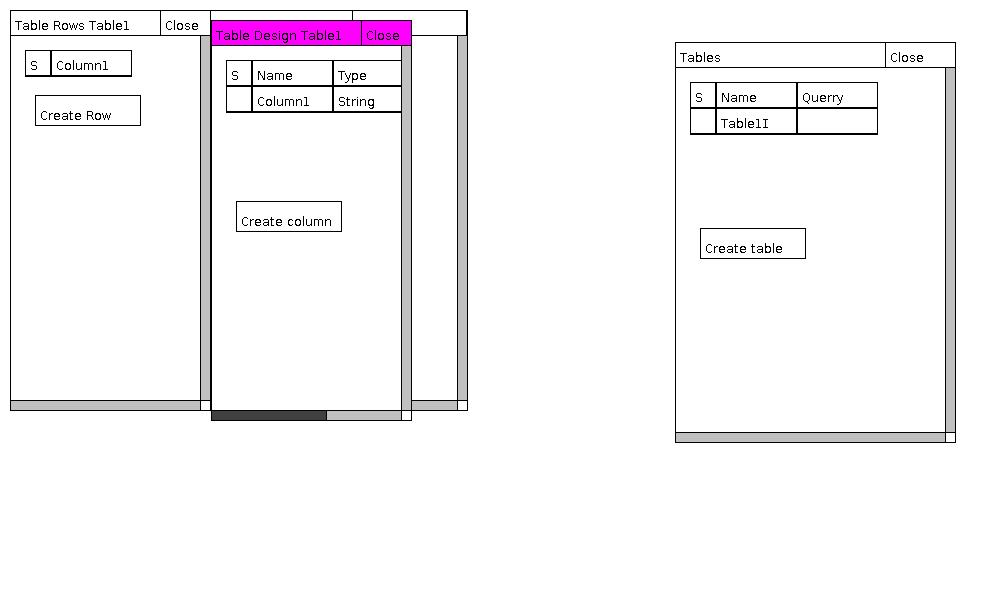 Table Rows Table1 Close
S Column1
Create Row
Table Design Table1 Close
S Name Type
Column1 String
Create column
Tables Close
S Name Querry
Table1I
Create table